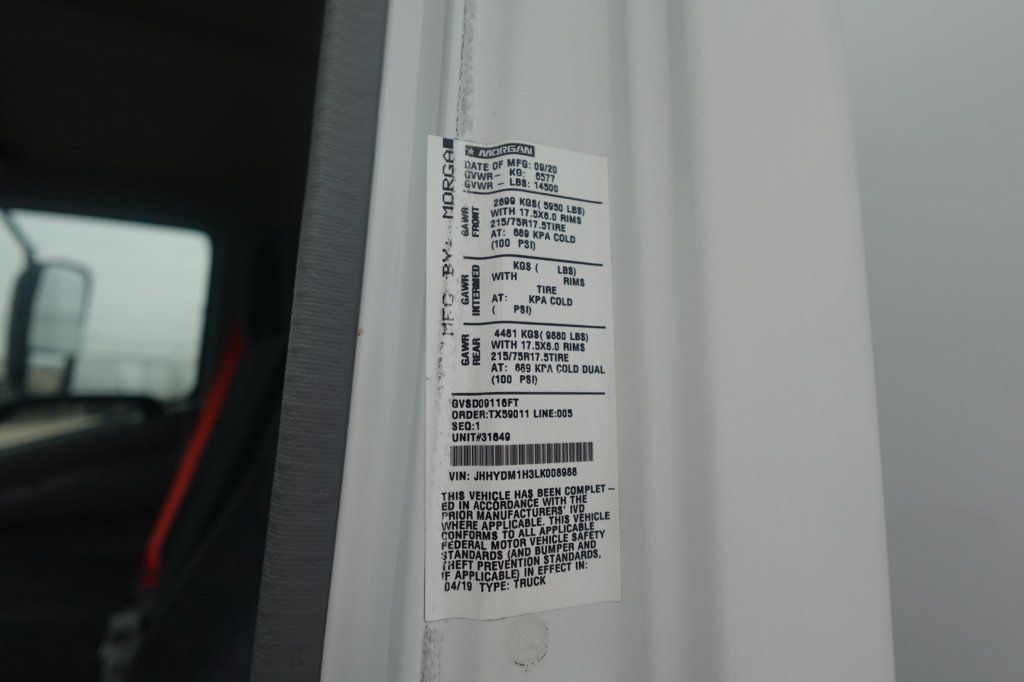 MFG BY: MORGA
MORGAN
DATE OF MFG: 09/20
GVWR- KG: 6577
GVWR - LBS: 14500
GAWR FRONT
2699 KGS( 5950 LBS)
WITH 17.5X6.0 RIMS
215/75R17.5TIRE
AT: 689 KPA COLD
(100 PSI)
GAWR INTERMED
KGS ( LBS)
WITH RIMS
TIRE
AT: KPA COLD
( PSI)
GAWR REAR
4481 KGS( 9880 LBS)
WITH 17.5X6.0 RIMS
215/75R17.5TIRE
AT: 689 KPA COLD DUAL
(100 PSI)
GVSD09116FT
ORDER:TX59011 LINE:005
SEQ:1
UNIT#31649
VIN: JHHYDM1H3LK008988
THIS VEHICLE HAS BEEN COMPLET-
ED IN ACCORDANCE WITH THE
PRIOR MANUFACTURERS' IVD
WHERE APPLICABLE. THIS VEHICLE
CONFORMS TO ALL APPLICABLE
FEDERAL MOTOR VEHICLE SAFETY
STANDARDS (AND BUMPER AND
THEFT PREVENTION STANDARDS,
IF APPLICABLE) IN EFFECT IN:
04/19 TYPE: TRUCK